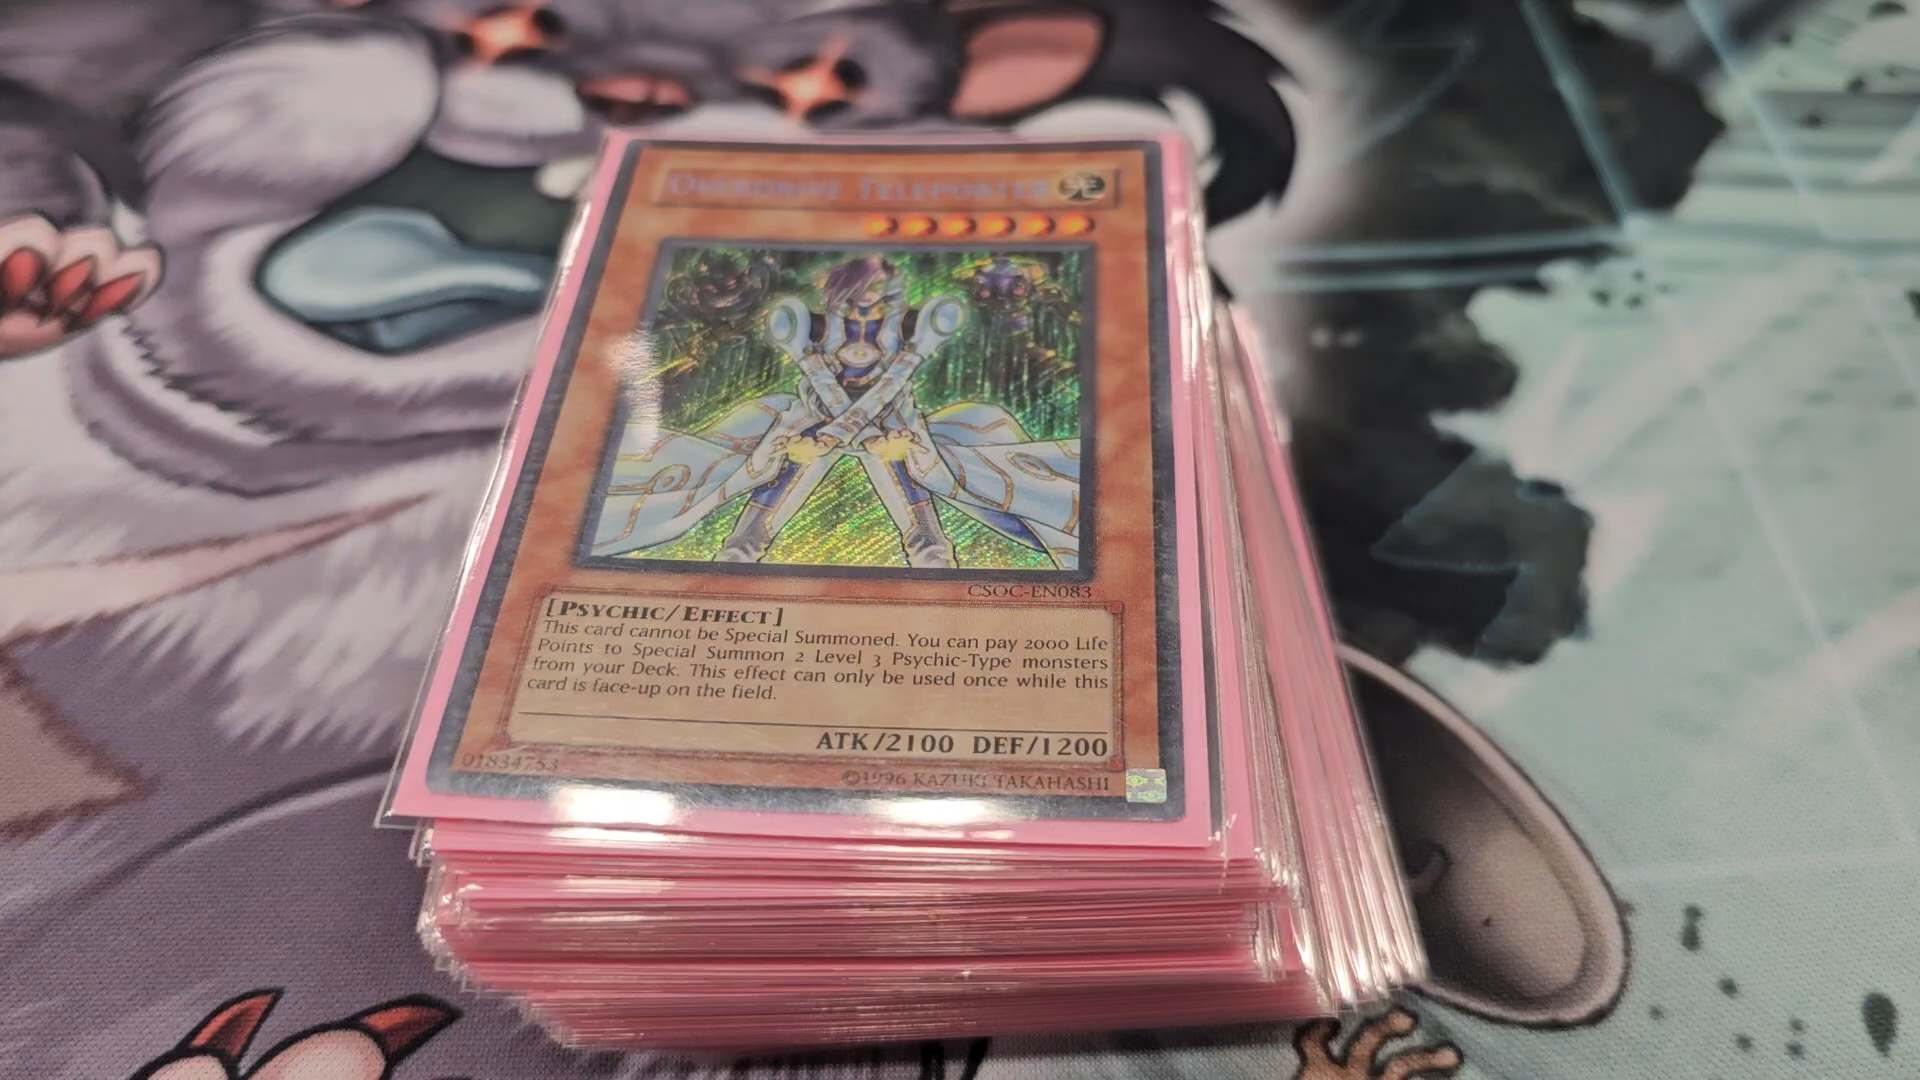 OVERDRIVE TELEPORTER
CSOC-EN083
[PSYCHIC/EFFECT]
This card cannot be Special Summoned. You can pay 2000 Life
Points to Special Summon 2 Level 3 Psychic-Type monsters
from your Deck. This effect can only be used once while this
card is face-up on the field.
ATK/2100 DEF/1200
01834753
©1996 KAZUKI TAKAHASHI